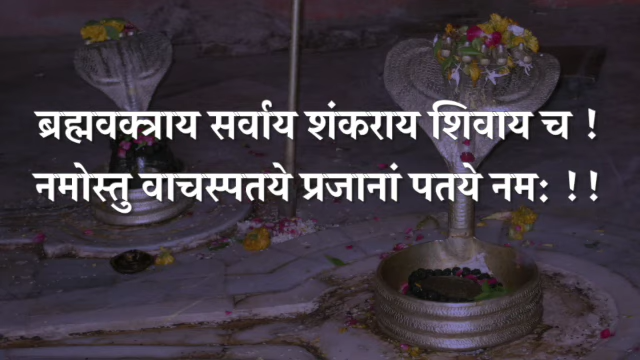 ब्रह्मवक्त्राय सर्वाय शंकराय शिवाय च !
नमोस्तु वाचस्पतये प्रजानां पतये नमः !!